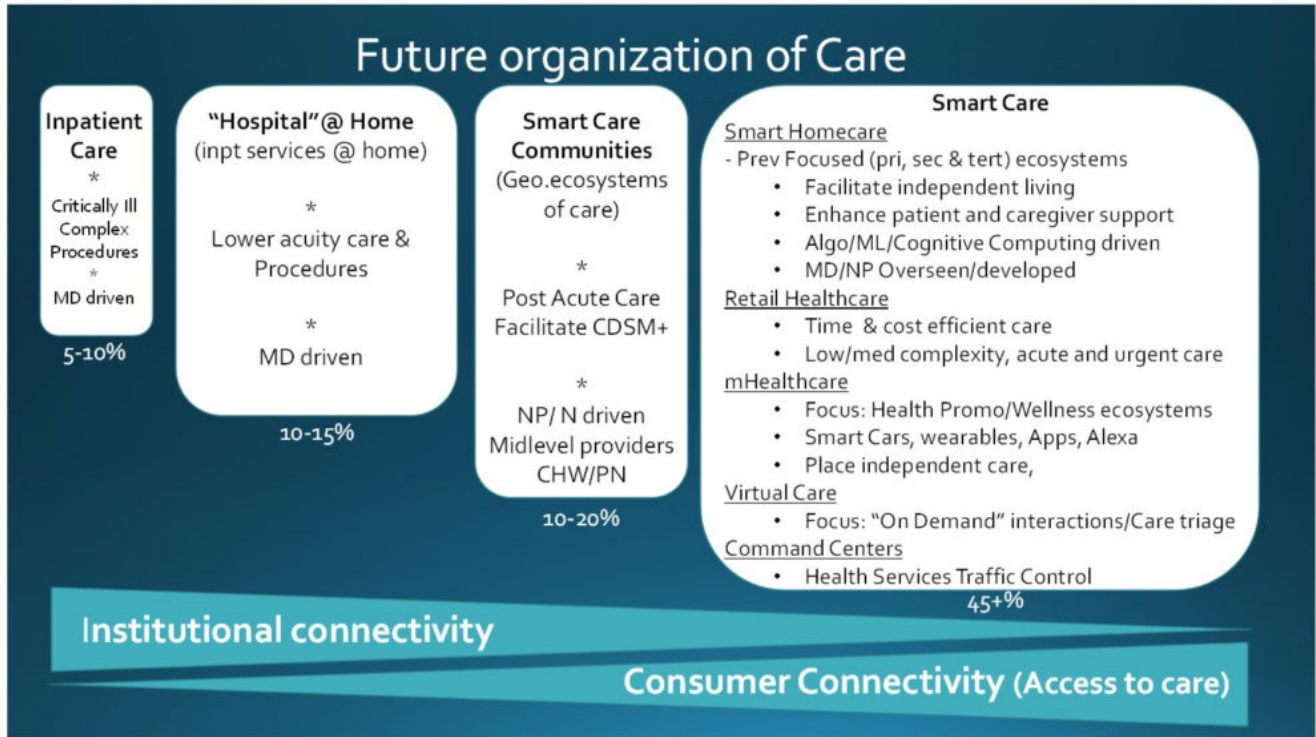 Future organization of Care
Inpatient
Care
*
Critically Ill
Complex
Procedures
*
MD driven
5-10%
"Hospital"@ Home
(inpt services @ home)
*
Lower acuity care &
Procedures
*
MD driven
10-15%
Smart Care
Communities
(Geo.ecosystems
of care)
*
Post Acute Care
Facilitate CDSM+
*
NP/ N driven
Midlevel providers
CHW/PN
10-20%
Smart Care
Smart Homecare
- Prev Focused (pri, sec & tert) ecosystems
• Facilitate independent living
• Enhance patient and caregiver support
• Algo/ML/Cognitive Computing driven
• MD/NP Overseen/developed
Retail Healthcare
• Time & cost efficient care
• Low/med complexity, acute and urgent care
mHealthcare
• Focus: Health Promo/Wellness ecosystems
• Smart Cars, wearables, Apps, Alexa
• Place independent care,
Virtual Care
• Focus: "On Demand" interactions/Care triage
Command Centers
• Health Services Traffic Control
45+%
Institutional connectivity
Consumer Connectivity (Access to care)